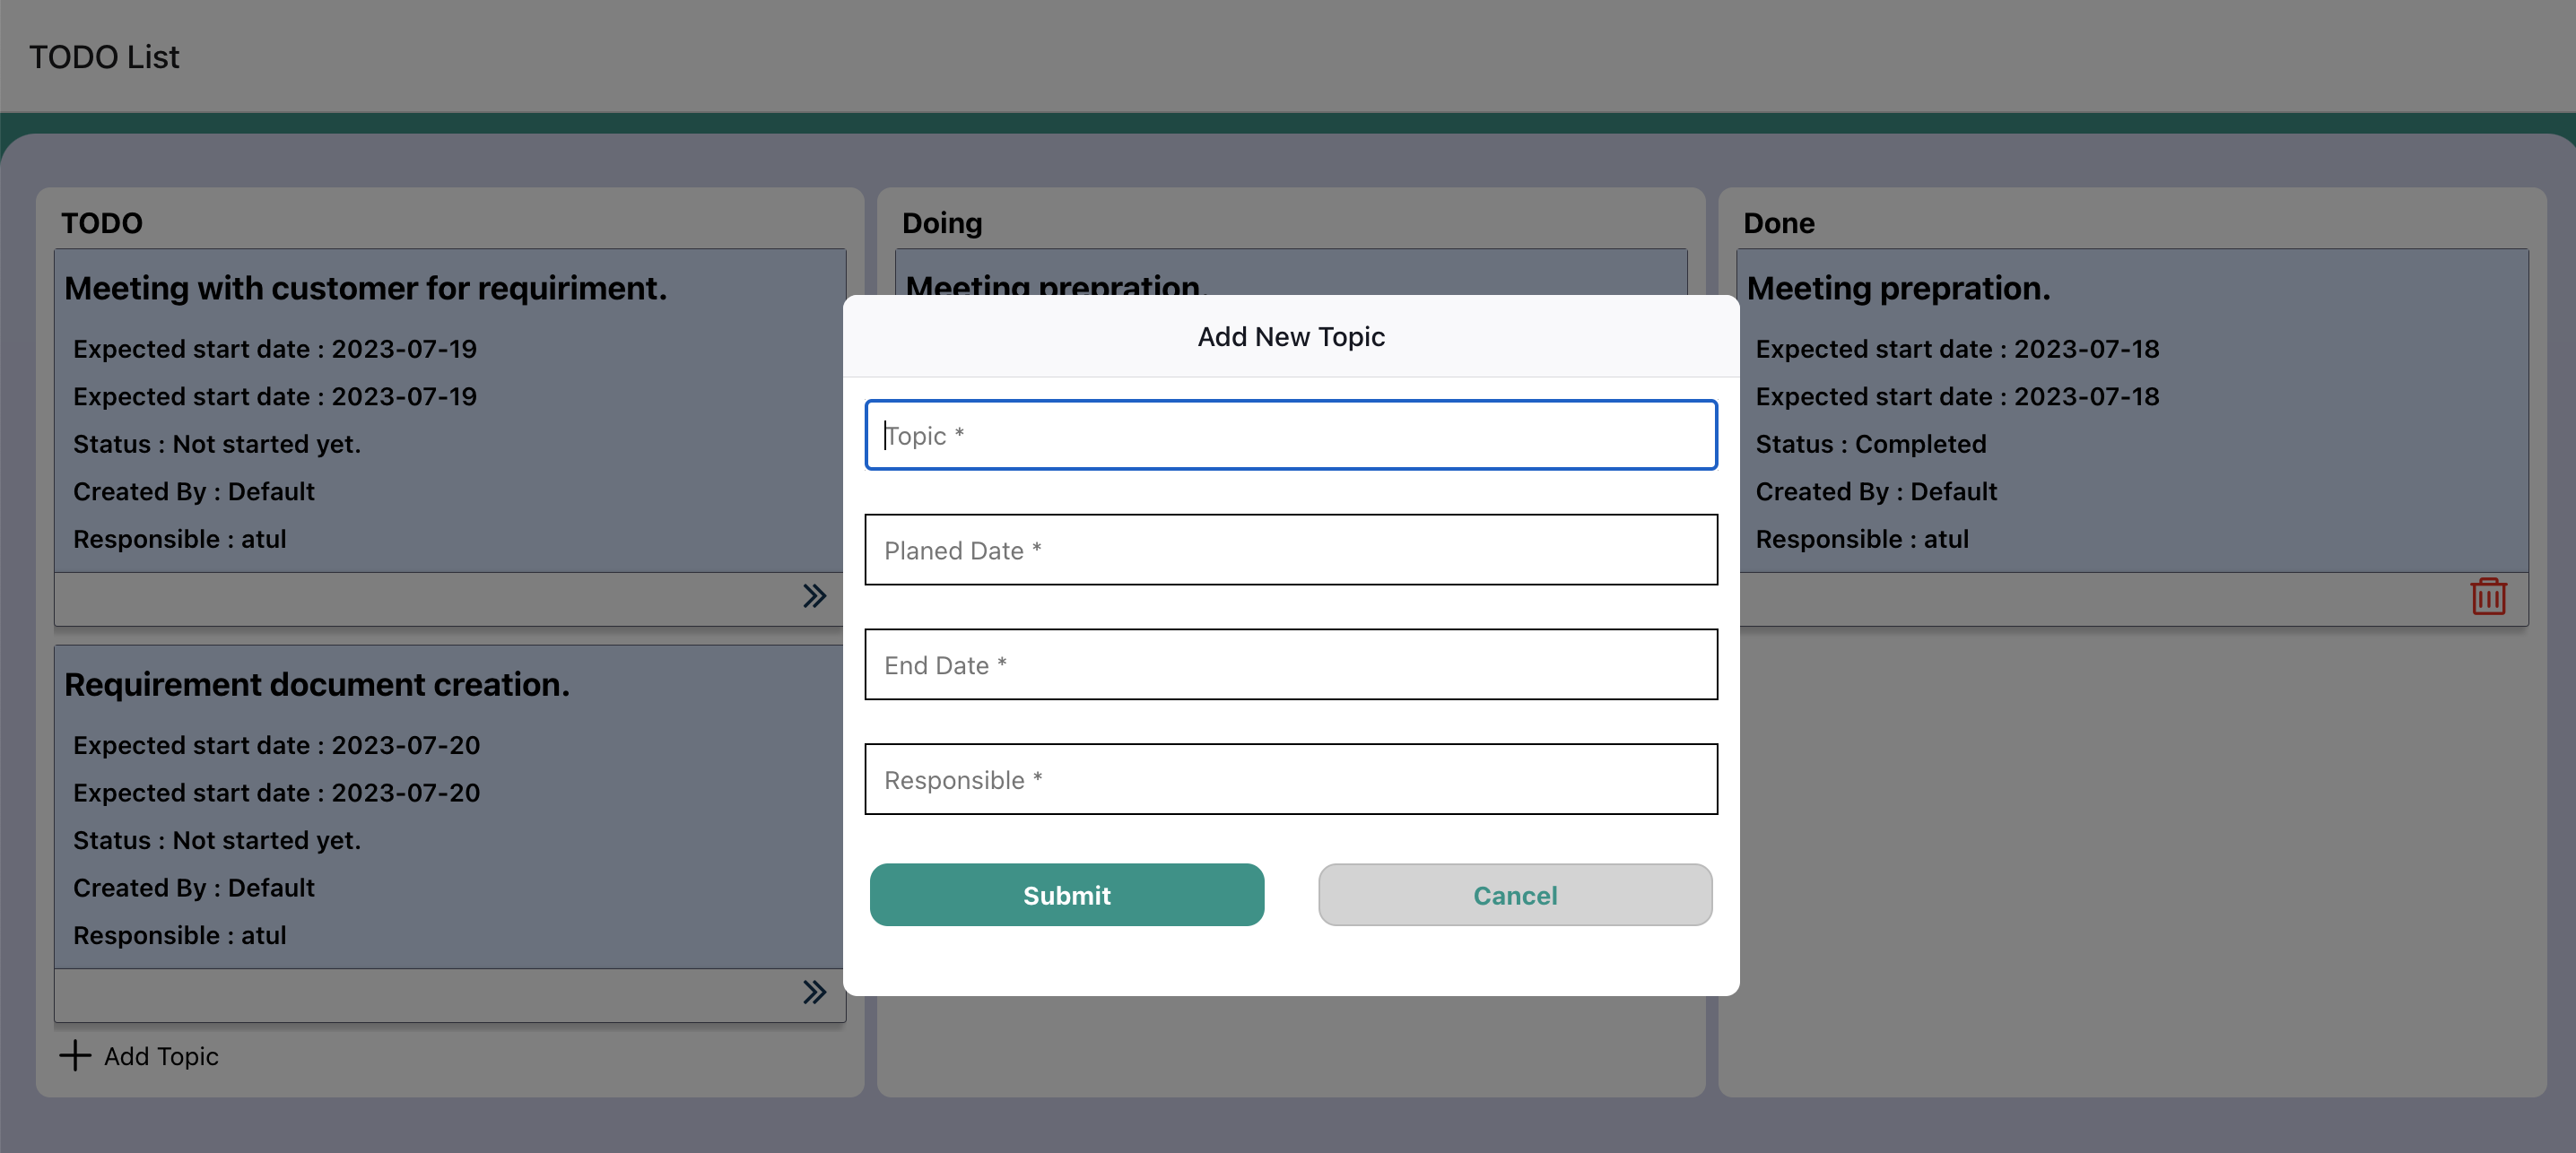 TODO List
TODO
Meeting with customer for requiriment.
Expected start date : 2023-07-19
Expected start date : 2023-07-19
Status : Not started yet.
Created By : Default
Responsible : atul
Requirement document creation.
Expected start date : 2023-07-20
Expected start date : 2023-07-20
Status : Not started yet.
Created By : Default
Responsible : atul
Add Topic
Doing
Meeting prepration.
Done
Meeting prepration.
Expected start date : 2023-07-18
Expected start date : 2023-07-18
Status : Completed
Created By : Default
Responsible : atul
Add New Topic
Topic *
Planed Date *
End Date *
Responsible *
Submit
Cancel